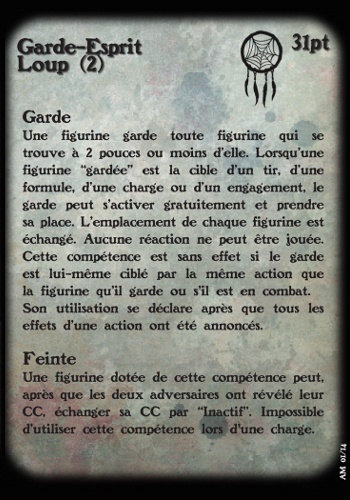 Garde-Esprit
31pt
Loup (2)
Garde
Une figurine garde toute figurine qui se
trouve à 2 pouces ou moins d'elle. Lorsqu'une
figurine "gardée" est la cible d'un tir, d'une
formule, d'une charge ou d'un engagement, le
garde peut s'activer gratuitement et prendre
sa place. L'emplacement de chaque figurine est
échangé. Aucune réaction ne peut être jouée.
Cette compétence est sans effet si le garde
est lui-même ciblé par la même action que
la figurine qu'il garde ou s'il est en combat.
Son utilisation se déclare après que tous les
effets d'une action ont été annoncés.
Feinte
Une figurine dotée de cette compétence peut,
après que les deux adversaires ont révélé leur
CC, échanger sa CC par "Inactif". Impossible
d'utiliser cette compétence lors d'une charge.
AM 01/14